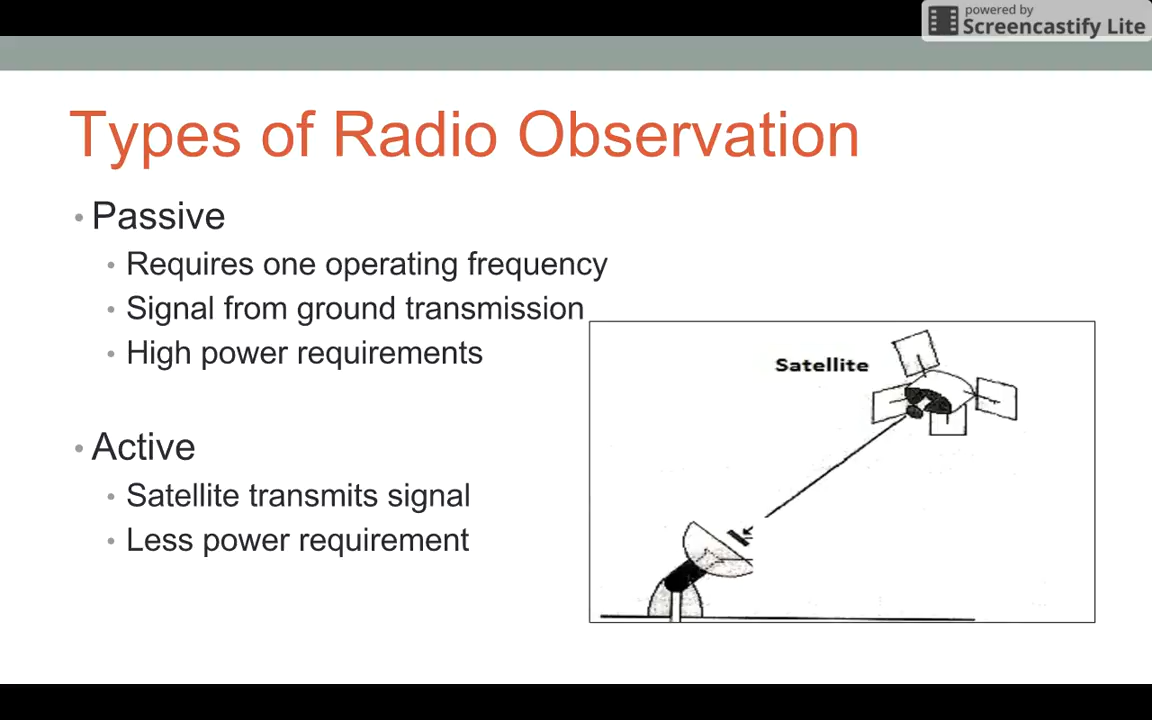 powered by
Screencastify Lite
Types of Radio Observation
• Passive
• Requires one operating frequency
• Signal from ground transmission
• High power requirements
Satellite
• Active
• Satellite transmits signal
• Less power requirement